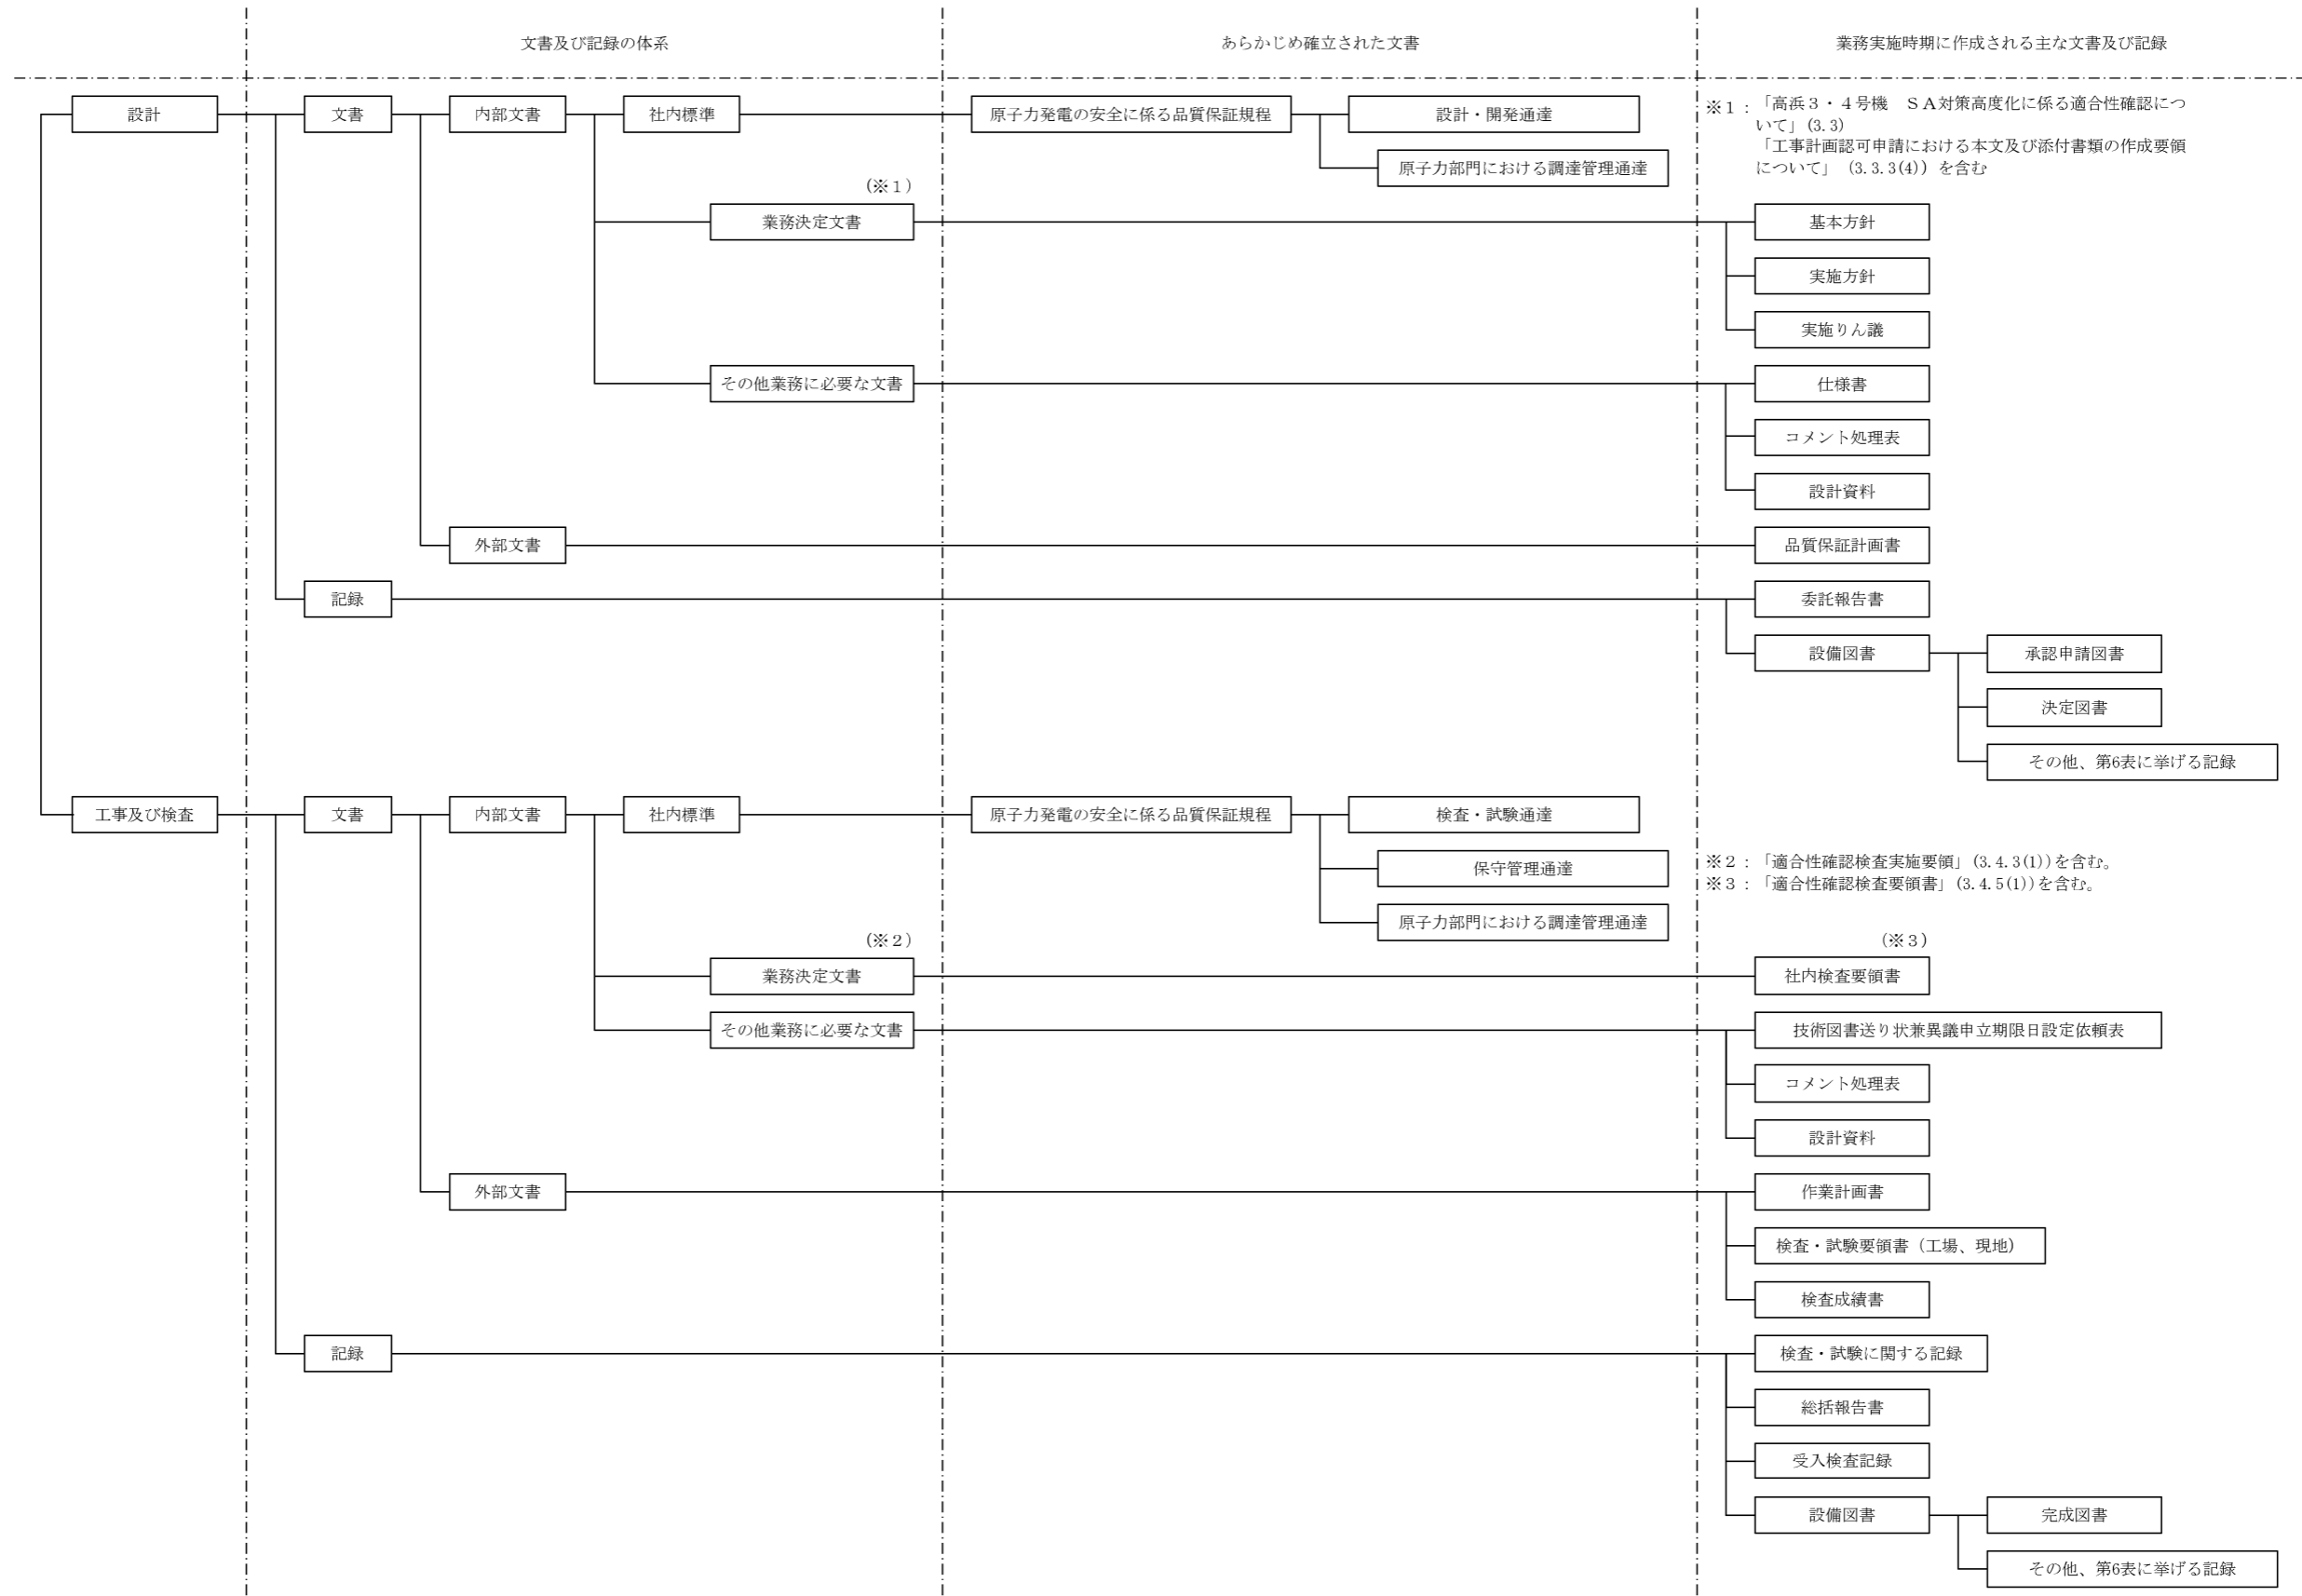 文書及び記録の体系
あらかじめ確立された文書
業務実施時期に作成される主な文書及び記録
設計
文書
内部文書
社内標準
原子力発電の安全に係る品質保証規程
設計・開発通達
※1：「高浜3・4号機　SA対策高度化に係る適合性確認につ
いて」(3.3)
「工事計画認可申請における本文及び添付書類の作成要領
について」（3.3.3(4)）を含む
原子力部門における調達管理通達
（※1）
業務決定文書
基本方針
実施方針
実施りん議
その他業務に必要な文書
仕様書
コメント処理表
設計資料
外部文書
品質保証計画書
記録
委託報告書
設備図書
承認申請図書
決定図書
その他、第6表に挙げる記録
工事及び検査
文書
内部文書
社内標準
原子力発電の安全に係る品質保証規程
検査・試験通達
保守管理通達
※2：「適合性確認検査実施要領」(3.4.3(1))を含む。
※3：「適合性確認検査要領書」(3.4.5(1))を含む。
原子力部門における調達管理通達
（※2）
（※3）
業務決定文書
社内検査要領書
その他業務に必要な文書
技術図書送り状兼異議申立期限日設定依頼表
コメント処理表
設計資料
外部文書
作業計画書
検査・試験要領書（工場、現地）
検査成績書
記録
検査・試験に関する記録
総括報告書
受入検査記録
設備図書
完成図書
その他、第6表に挙げる記録